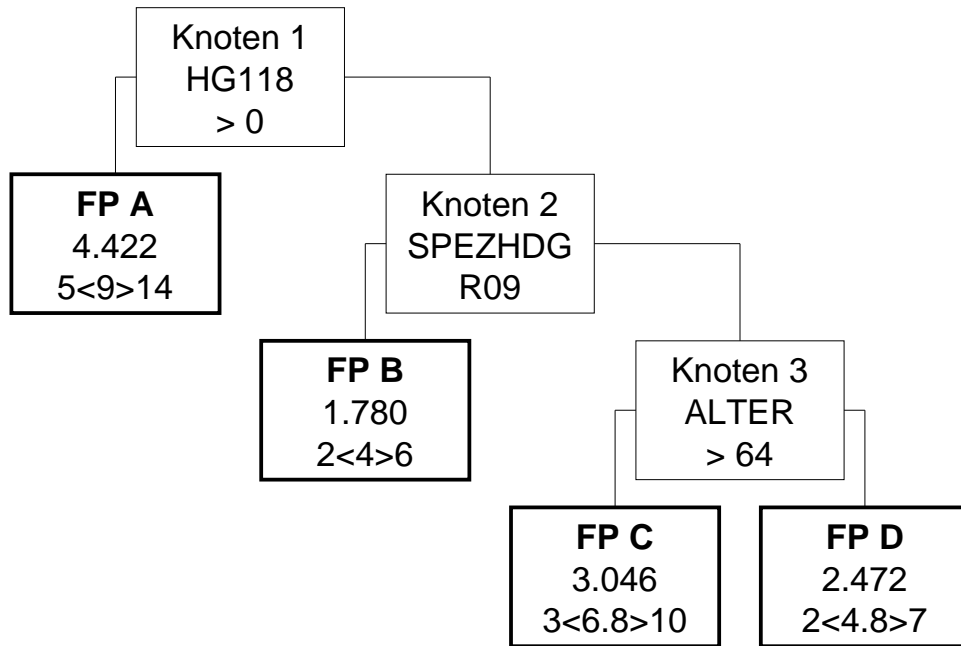 Knoten 1
HG118
> 0
FP A
4.422
5<9>14
Knoten 2
SPEZHDG
R09
FP B
1.780
2<4>6
Knoten 3
ALTER
> 64
FP C
3.046
3<6.8>10
FP D
2.472
2<4.8>7